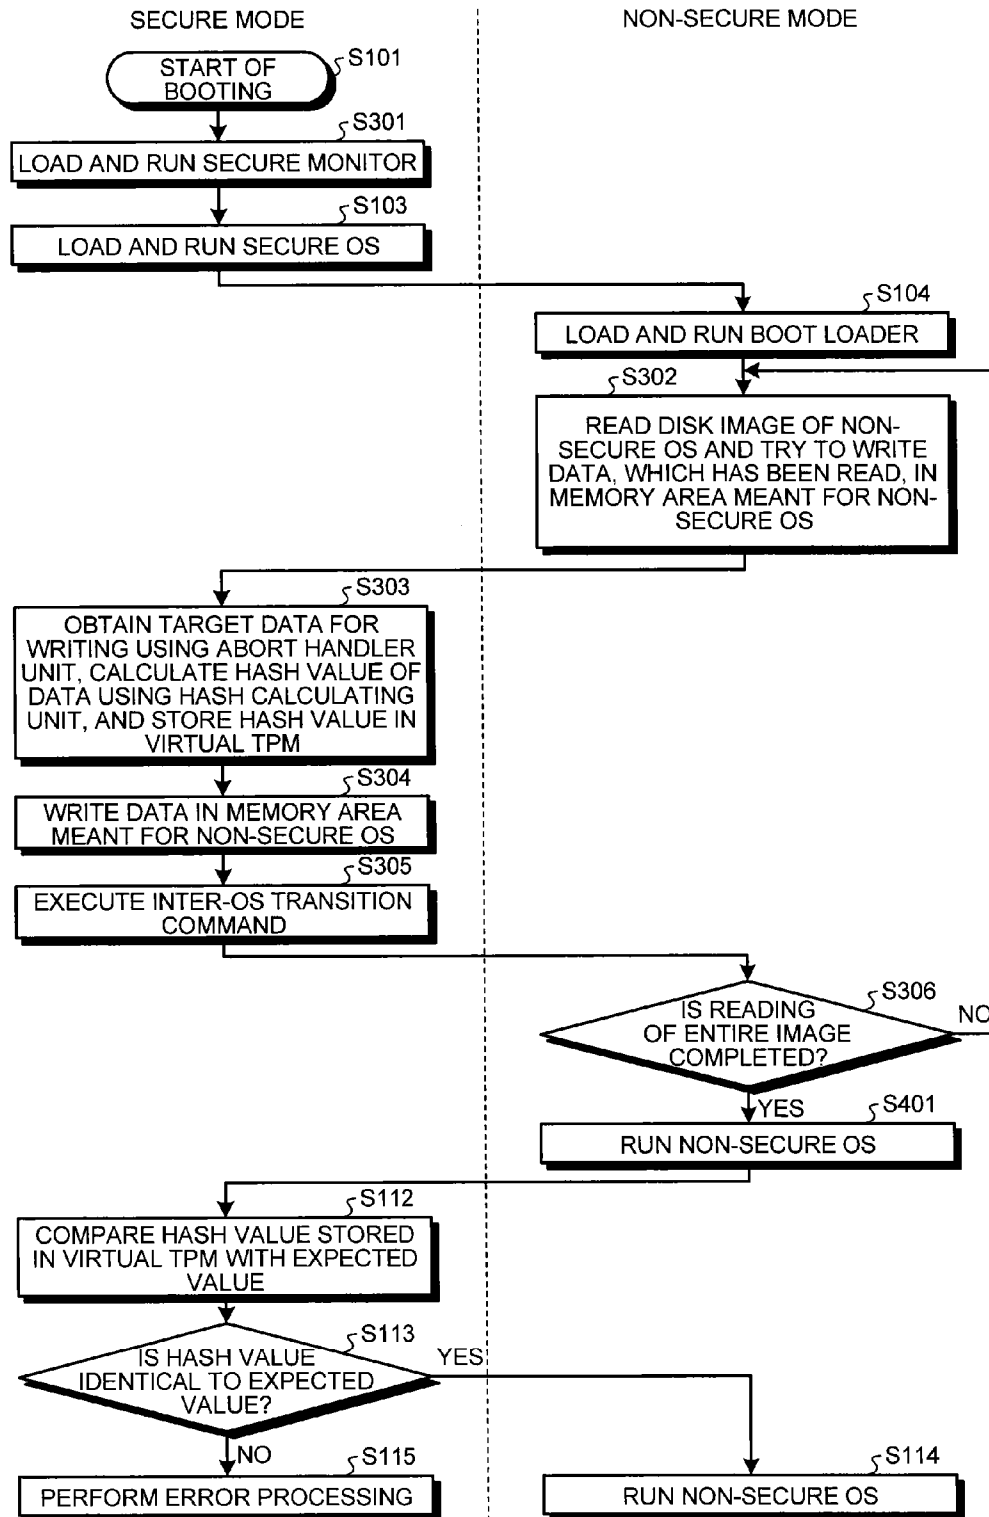 SECURE MODE
NON-SECURE MODE
START OF
BOOTING
S101
S301
LOAD AND RUN SECURE MONITOR
S103
LOAD AND RUN SECURE OS
S104
LOAD AND RUN BOOT LOADER
S302
READ DISK IMAGE OF NON-
SECURE OS AND TRY TO WRITE
DATA, WHICH HAS BEEN READ, IN
MEMORY AREA MEANT FOR NON-
SECURE OS
S303
OBTAIN TARGET DATA FOR
WRITING USING ABORT HANDLER
UNIT, CALCULATE HASH VALUE OF
DATA USING HASH CALCULATING
UNIT, AND STORE HASH VALUE IN
VIRTUAL TPM
S304
WRITE DATA IN MEMORY AREA
MEANT FOR NON-SECURE OS
S305
EXECUTE INTER-OS TRANSITION
COMMAND
S306
IS READING
OF ENTIRE IMAGE
COMPLETED?
NO
YES
S401
RUN NON-SECURE OS
S112
COMPARE HASH VALUE STORED
IN VIRTUAL TPM WITH EXPECTED
VALUE
S113
IS HASH VALUE
IDENTICAL TO EXPECTED
VALUE?
YES
NO
S115
PERFORM ERROR PROCESSING
S114
RUN NON-SECURE OS